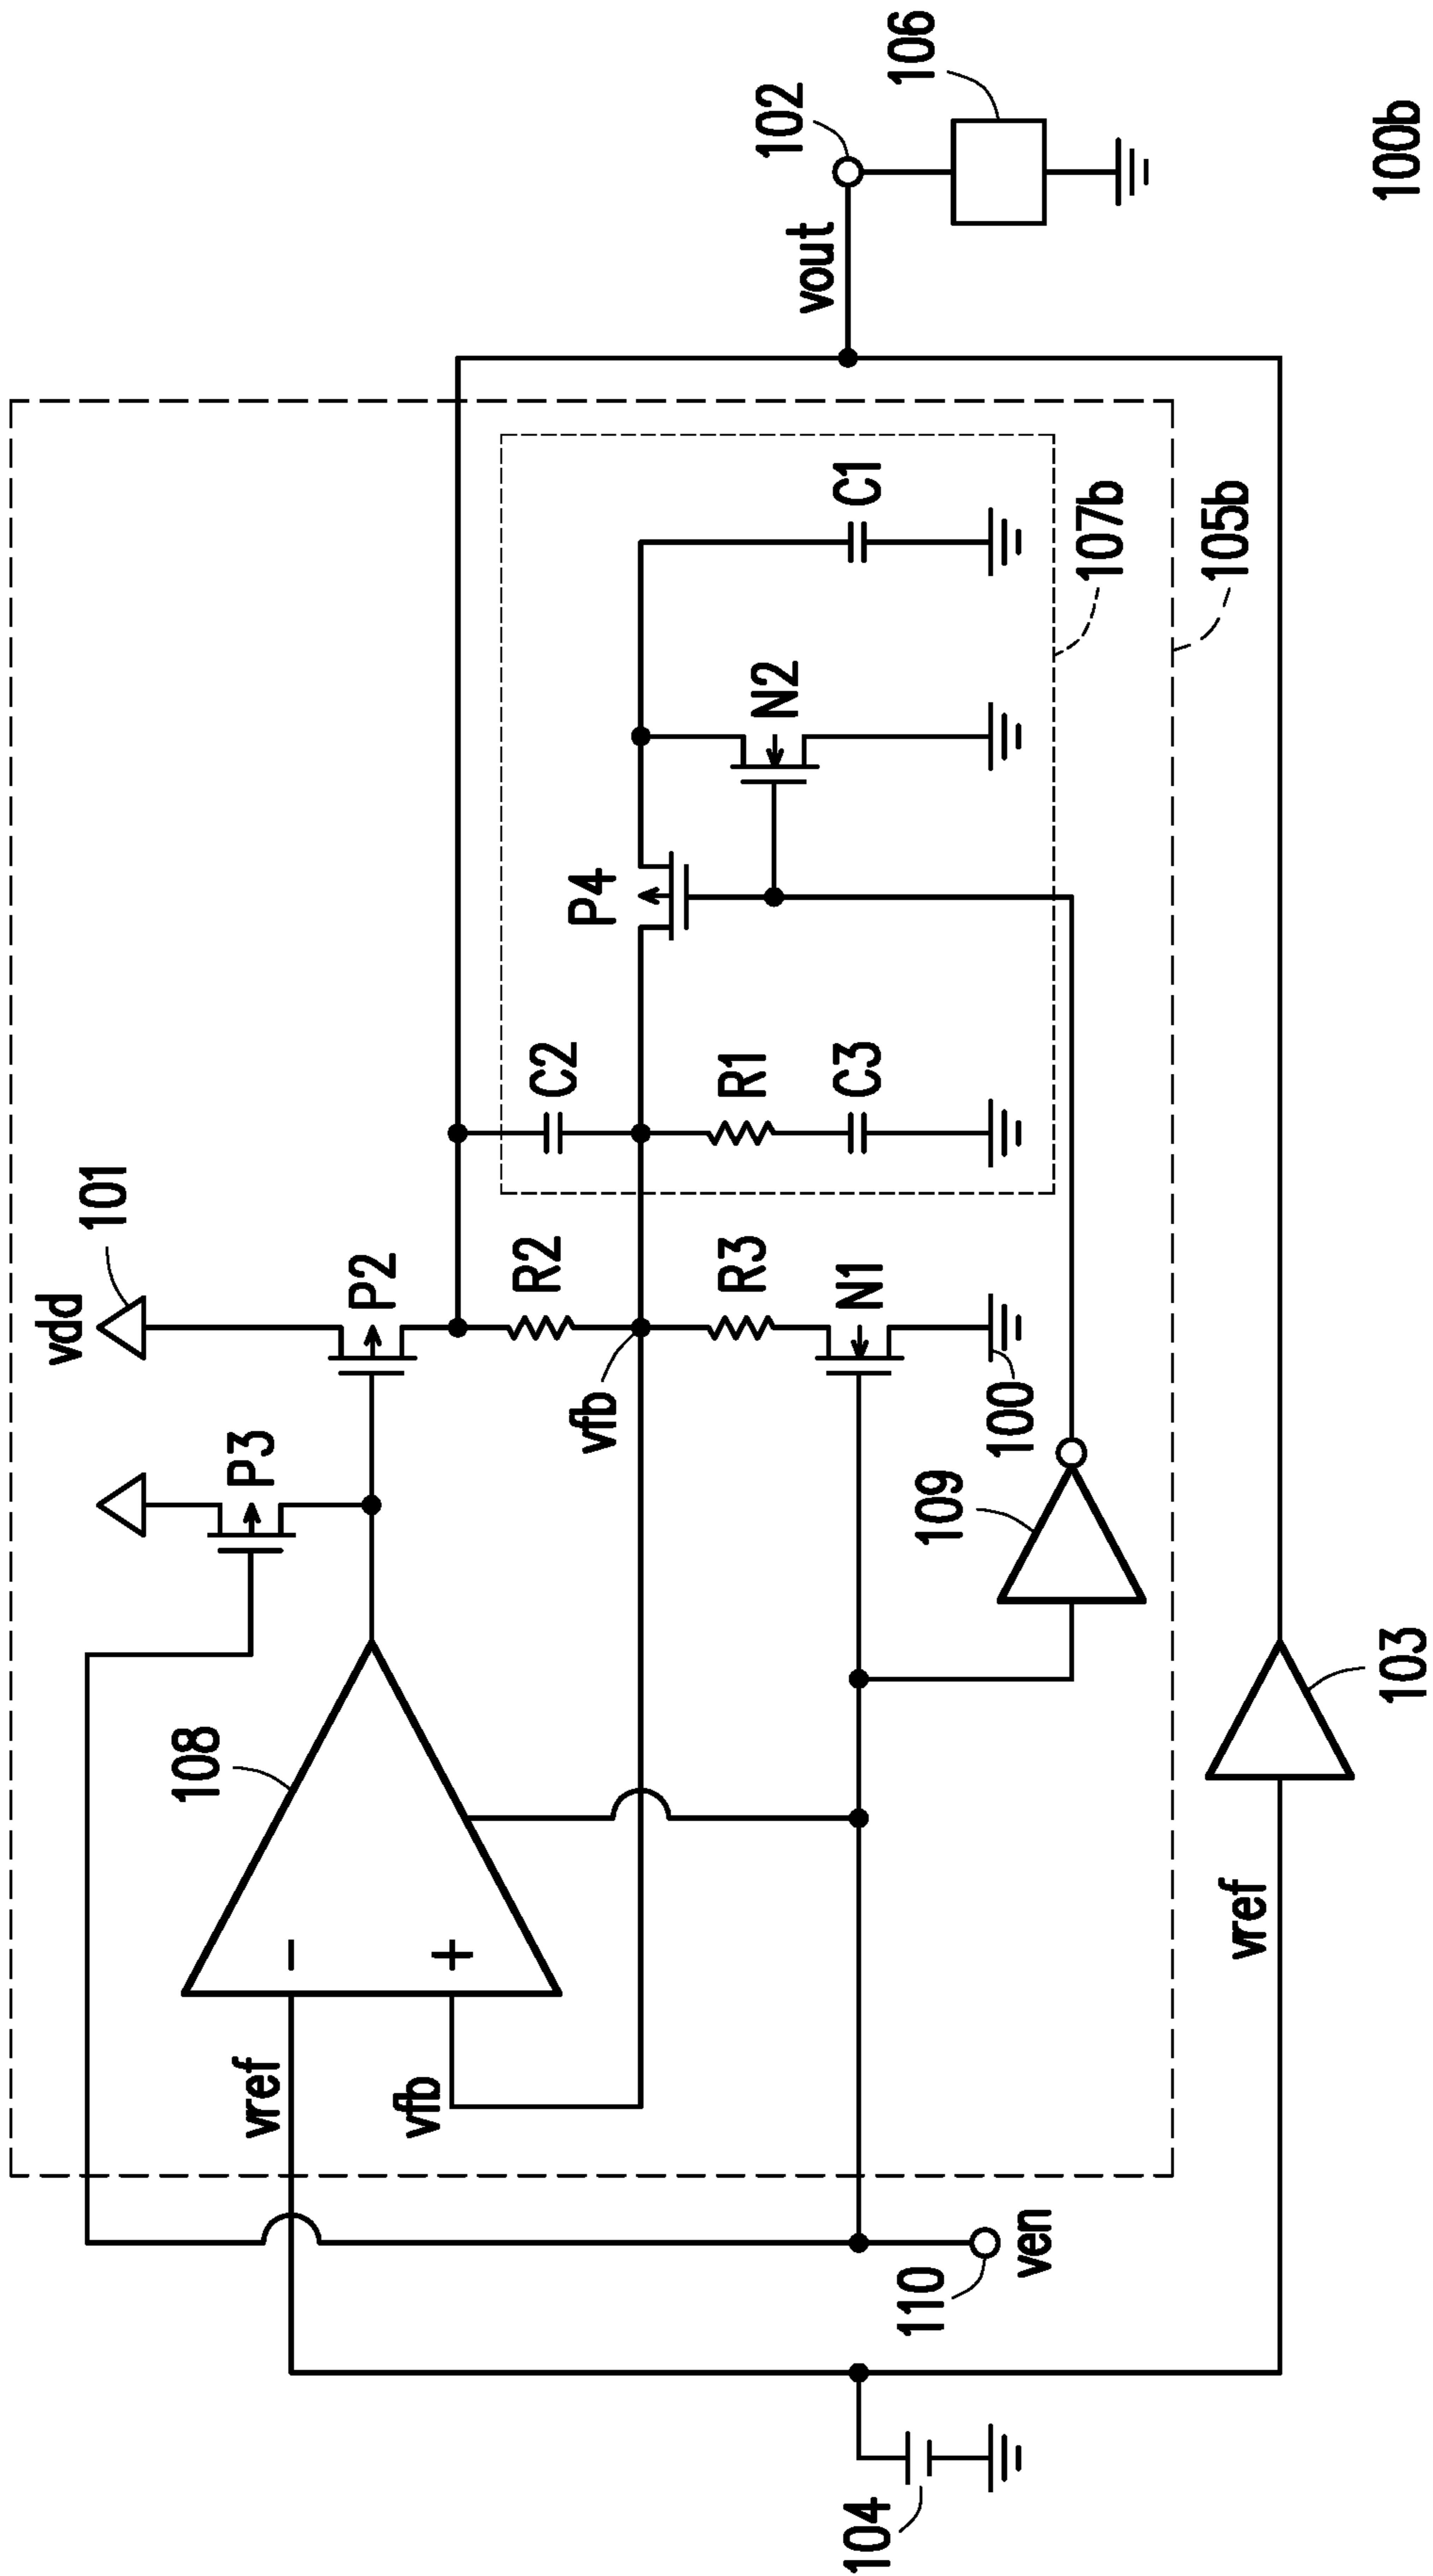 vdd
101
P3
P2
108
vref
vfb
−
+
vfb
R2
C2
P4
R3
R1
N2
C3
C1
N1
100
109
107b
105b
110
ven
104
vref
103
vout
102
106
100b